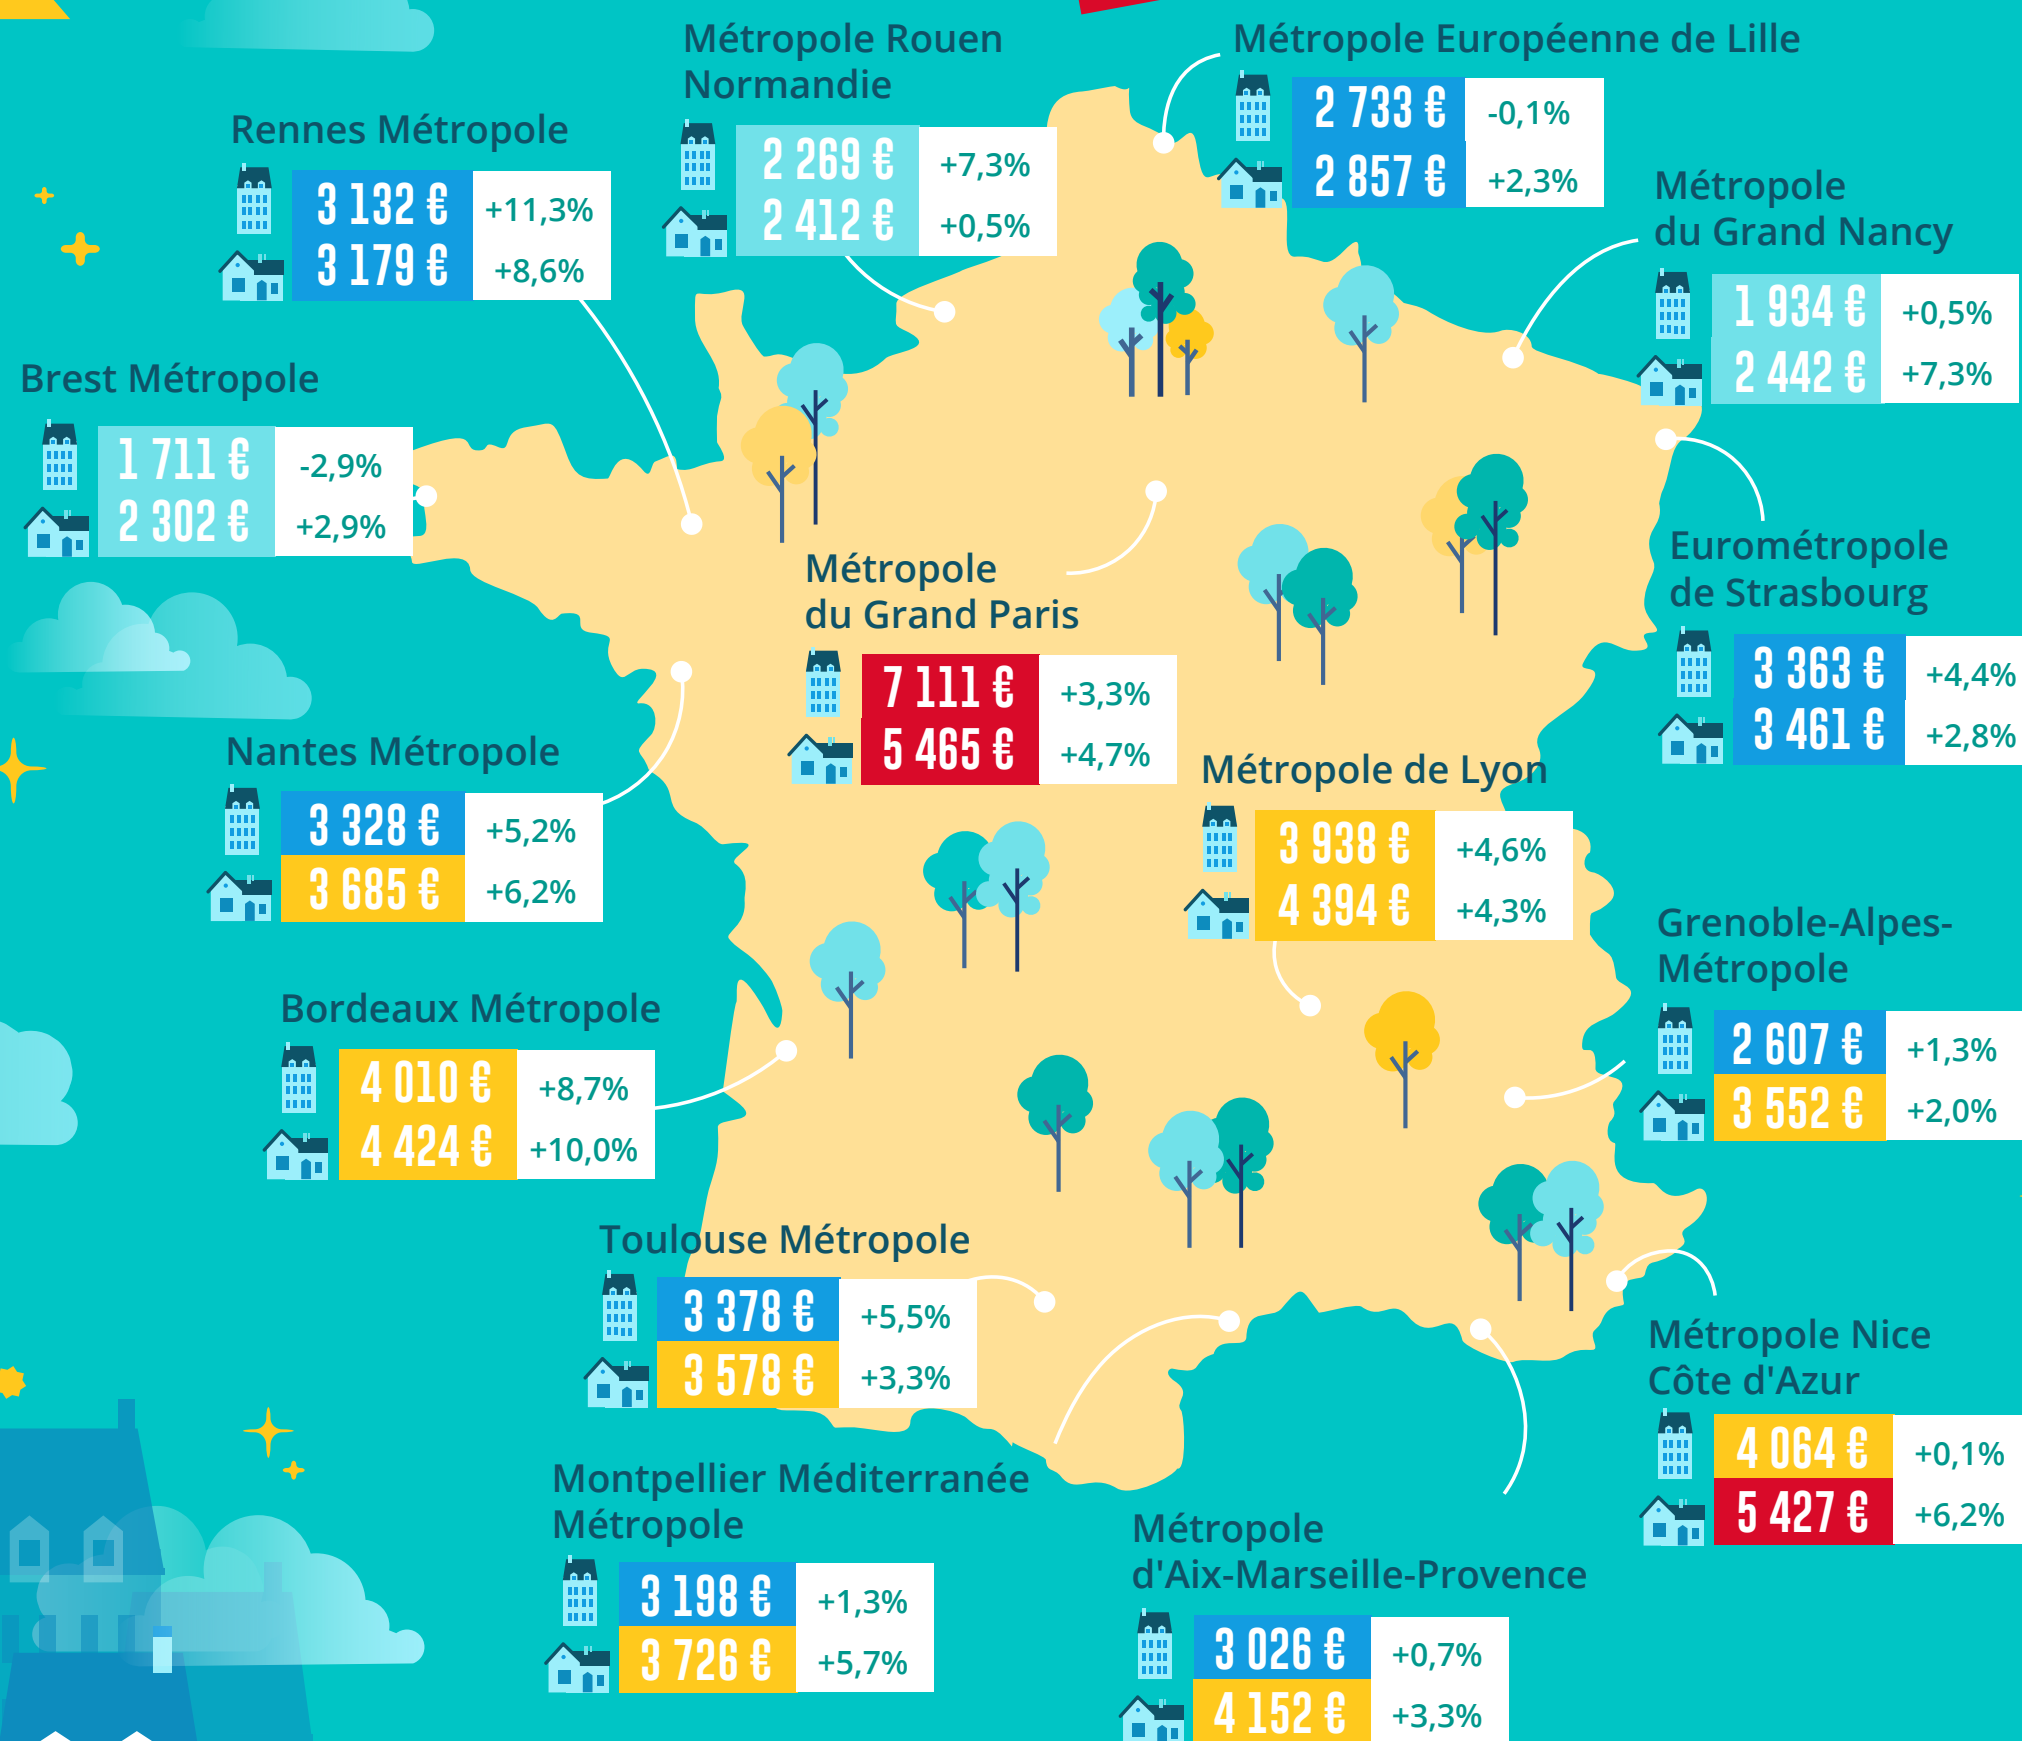 Métropole Rouen
Normandie
2 269 € +7,3%
2 412 € +0,5%
Métropole Européenne de Lille
2 733 € -0,1%
2 857 € +2,3%
Rennes Métropole
3 132 € +11,3%
3 179 € +8,6%
Métropole
du Grand Nancy
1 934 € +0,5%
2 442 € +7,3%
Brest Métropole
1 711 € -2,9%
2 302 € +2,9%
Métropole
du Grand Paris
7 111 € +3,3%
5 465 € +4,7%
Eurométropole
de Strasbourg
3 363 € +4,4%
3 461 € +2,8%
Nantes Métropole
3 328 € +5,2%
3 685 € +6,2%
Métropole de Lyon
3 938 € +4,6%
4 394 € +4,3%
Grenoble-Alpes-
Métropole
2 607 € +1,3%
3 552 € +2,0%
Bordeaux Métropole
4 010 € +8,7%
4 424 € +10,0%
Toulouse Métropole
3 378 € +5,5%
3 578 € +3,3%
Métropole Nice
Côte d'Azur
4 064 € +0,1%
5 427 € +6,2%
Montpellier Méditerranée
Métropole
3 198 € +1,3%
3 726 € +5,7%
Métropole
d'Aix-Marseille-Provence
3 026 € +0,7%
4 152 € +3,3%